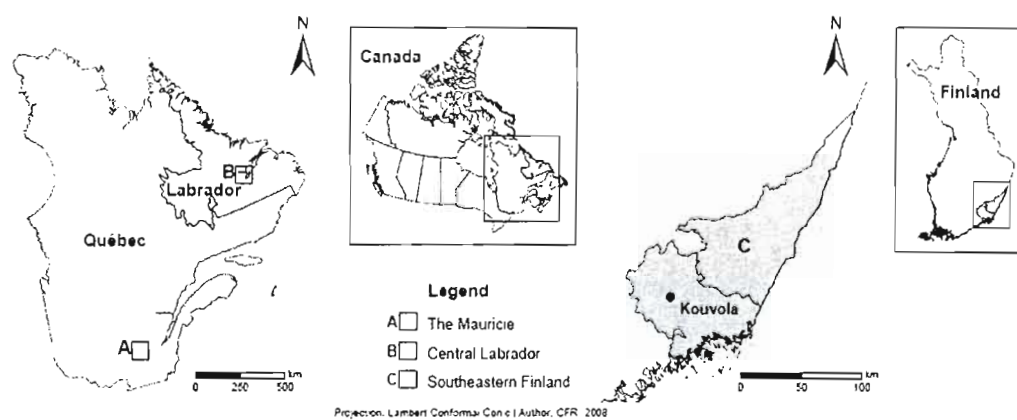 N
Canada
N
Finland
B
Labrador
Québec
C
Kouvola
Legend
A The Mauricie
B Central Labrador
C Southeastern Finland
A
0 250 500 km
0 50 100 km
Projection: Lambert Conformal Conic | Author, CFR, 2008